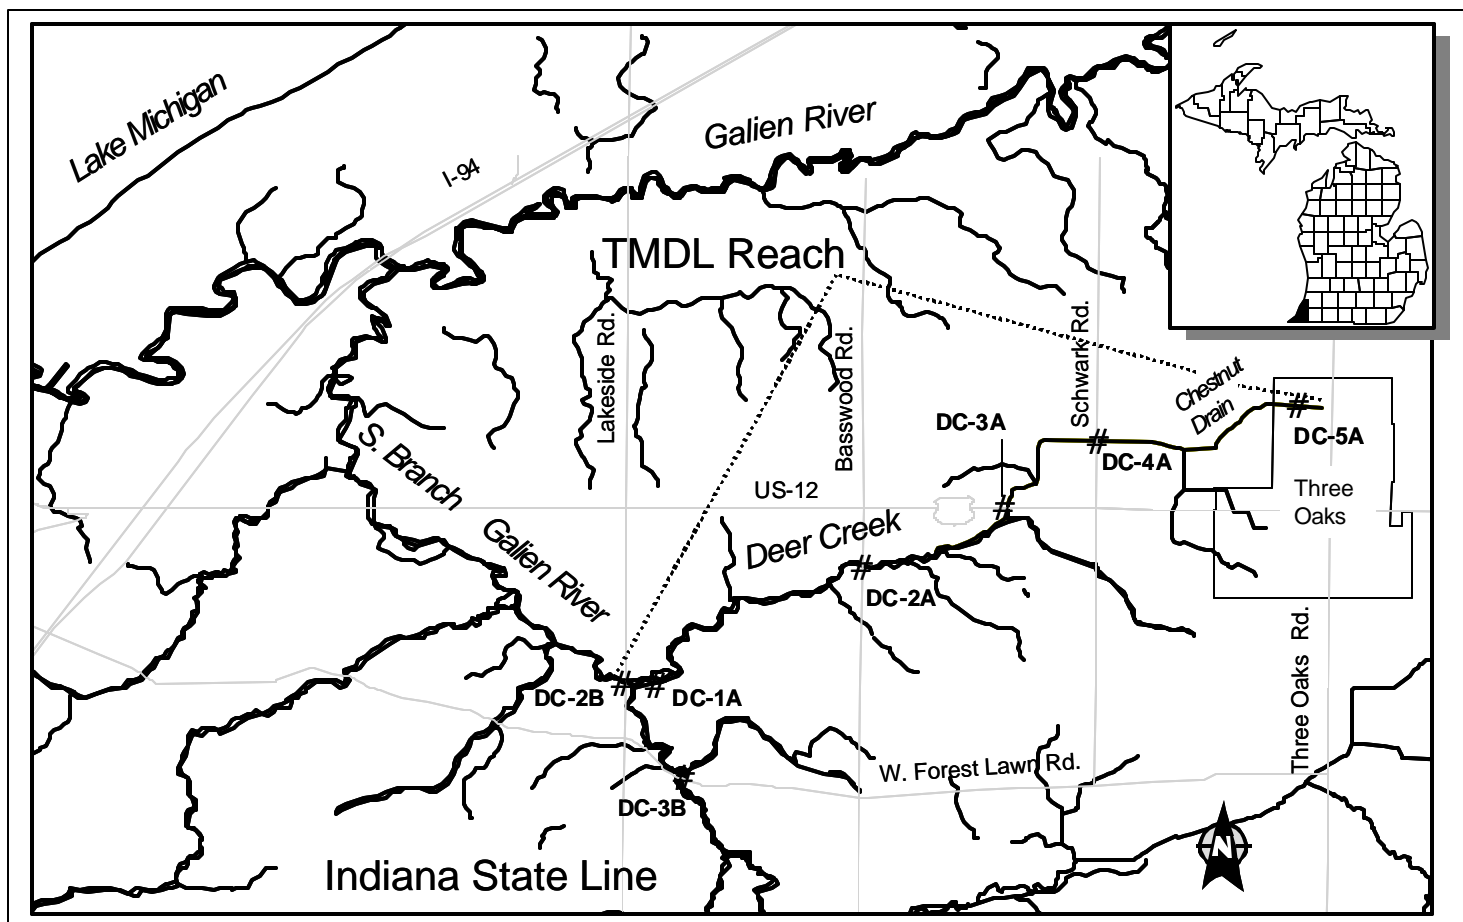 Lake Michigan
I-94
Galien River
TMDL Reach
Lakeside Rd.
Basswood Rd.
Schwark Rd.
Chestnut
Drain
DC-3A
DC-5A
DC-4A
S. Branch Galien River
US-12
Three
Oaks
Deer Creek
DC-2A
DC-2B
DC-1A
Three Oaks Rd.
W. Forest Lawn Rd.
DC-3B
N
Indiana State Line